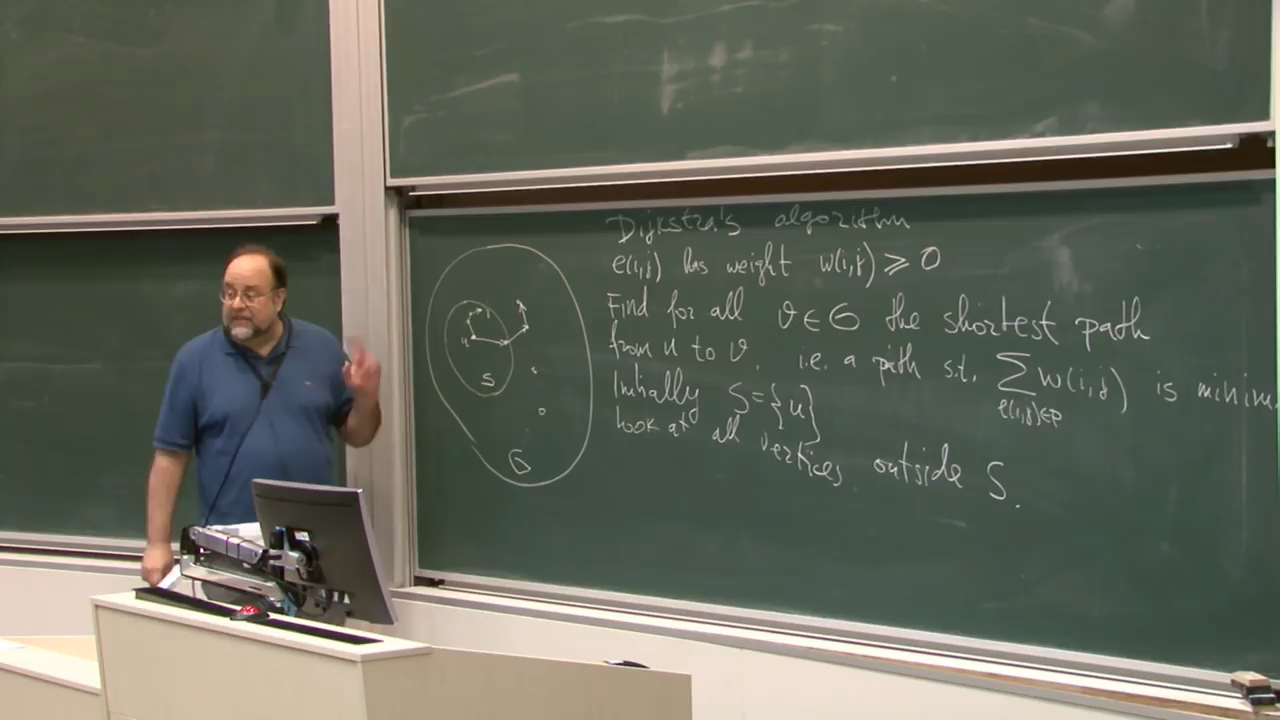 Dijkstra's algorithm
e(i,j) has weight w(i,j) ⩾ 0
Find for all v ∈ G the shortest path
from u to v, i.e. a path s.t. ∑ w(i,j) is minim
e(i,j)∈P
Initially S = {u}
Look at all vertices outside S.
u
S
G